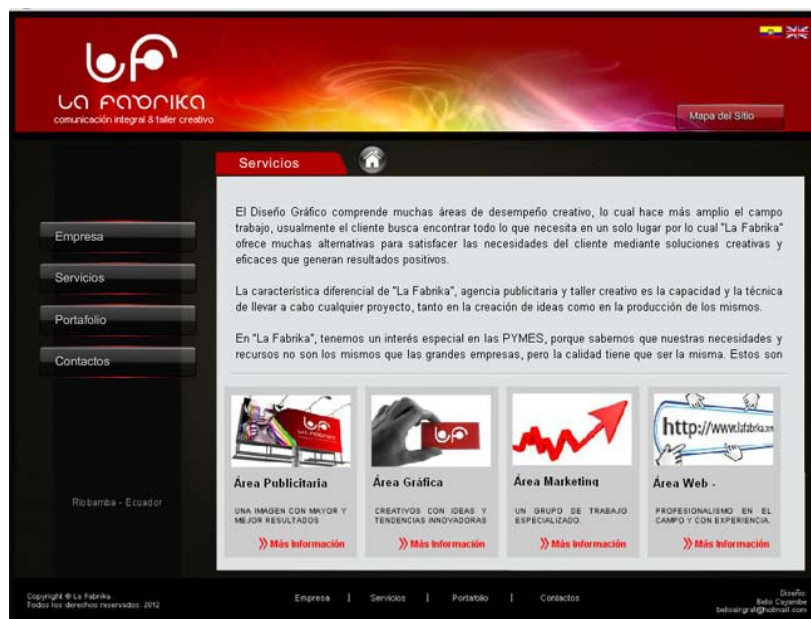 LA FABRIKA
comunicación integral & taller creativo
Mapa del Sitio
Servicios
Empresa
Servicios
Portafolio
Contactos
Riobamba - Ecuador
El Diseño Gráfico comprende muchas áreas de desempeño creativo, lo cual hace más amplio el campo
trabajo, usualmente el cliente busca encontrar todo lo que necesita en un solo lugar por lo cual "La Fabrika"
ofrece muchas alternativas para satisfacer las necesidades del cliente mediante soluciones creativas y
eficaces que generan resultados positivos.
La característica diferencial de "La Fabrika", agencia publicitaria y taller creativo es la capacidad y la técnica
de llevar a cabo cualquier proyecto, tanto en la creación de ideas como en la producción de los mismos.
En "La Fabrika", tenemos un interés especial en las PYMES, porque sabemos que nuestras necesidades y
recursos no son los mismos que las grandes empresas, pero la calidad tiene que ser la misma. Estos son
LA FABRIKA
Área Publicitaria
UNA IMAGEN CON MAYOR Y
MEJOR RESULTADOS
Más Información
Área Gráfica
CREATIVOS CON IDEAS Y
TENDENCIAS INNOVADORAS
Más Información
Área Marketing
UN GRUPO DE TRABAJO
ESPECIALIZADO.
Más Información
http://www.lafabrika.com
Área Web -
PROFESIONALISMO EN EL
CAMPO Y CON EXPERIENCIA.
Más Información
Copyright © La Fabrika
Todos los derechos reservados. 2012
Empresa | Servicios | Portafolio | Contactos
Diseño:
Beto Cayambe